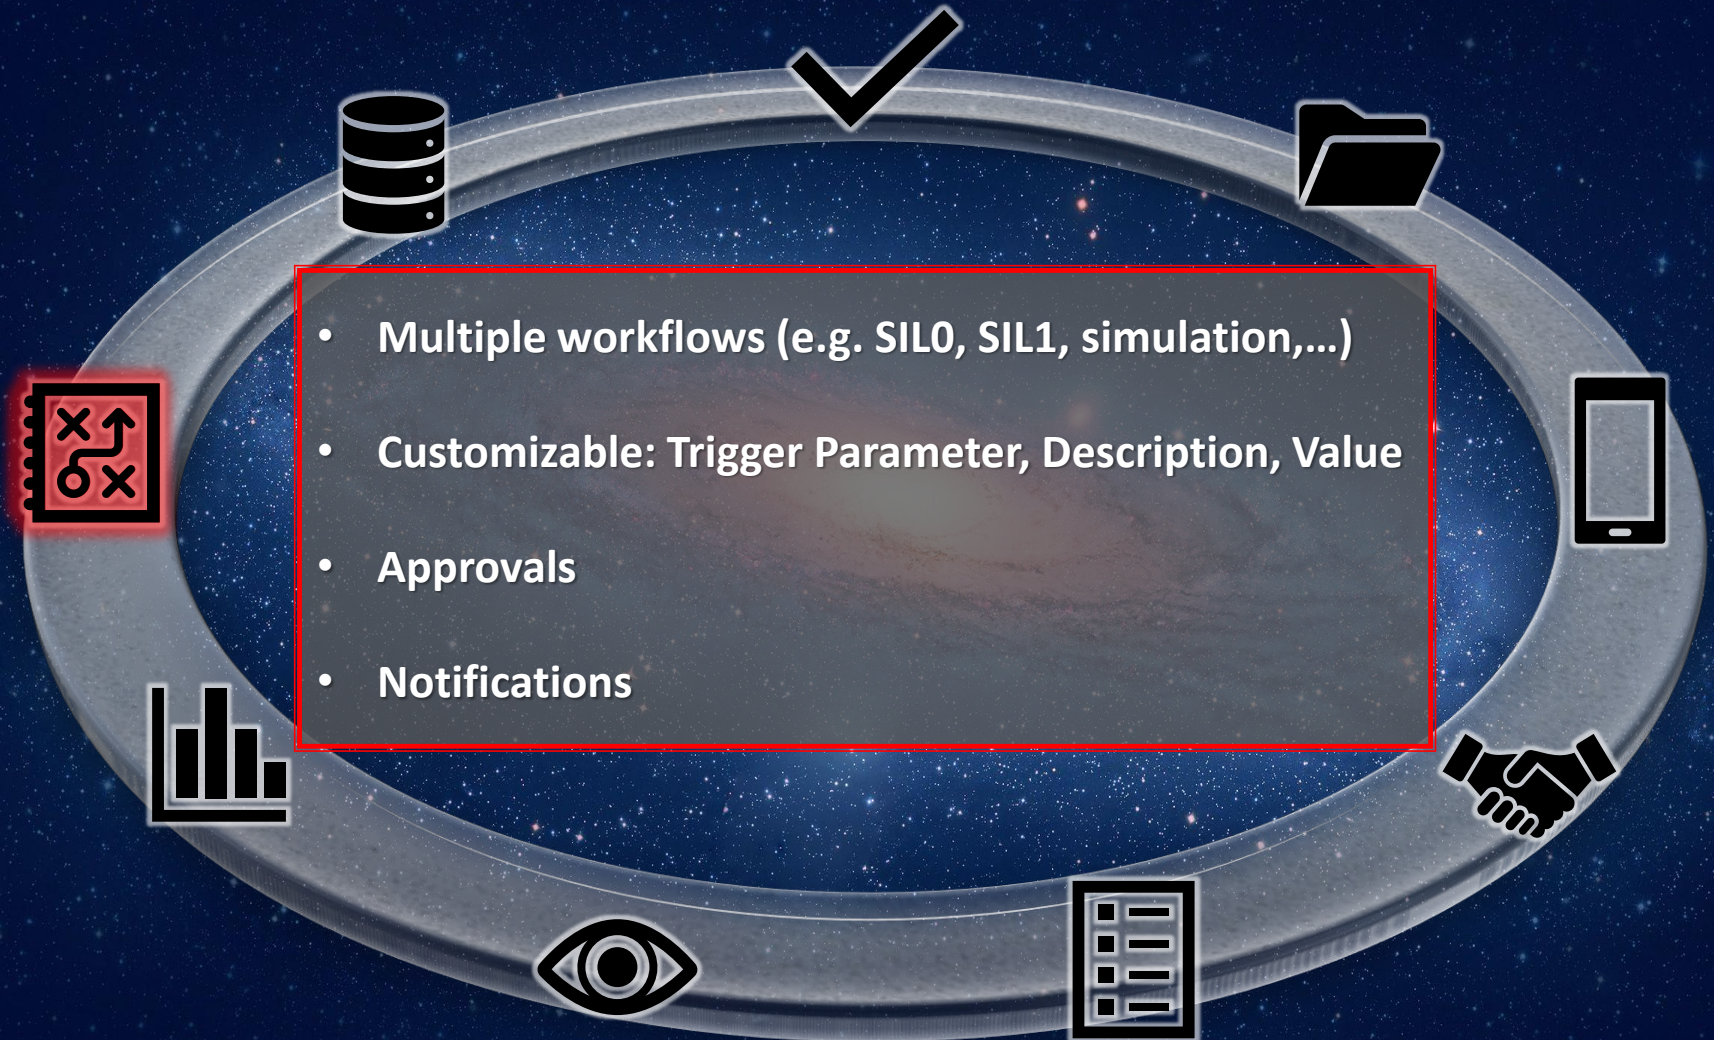 • Multiple workflows (e.g. SIL0, SIL1, simulation,...)
• Customizable: Trigger Parameter, Description, Value
• Approvals
• Notifications